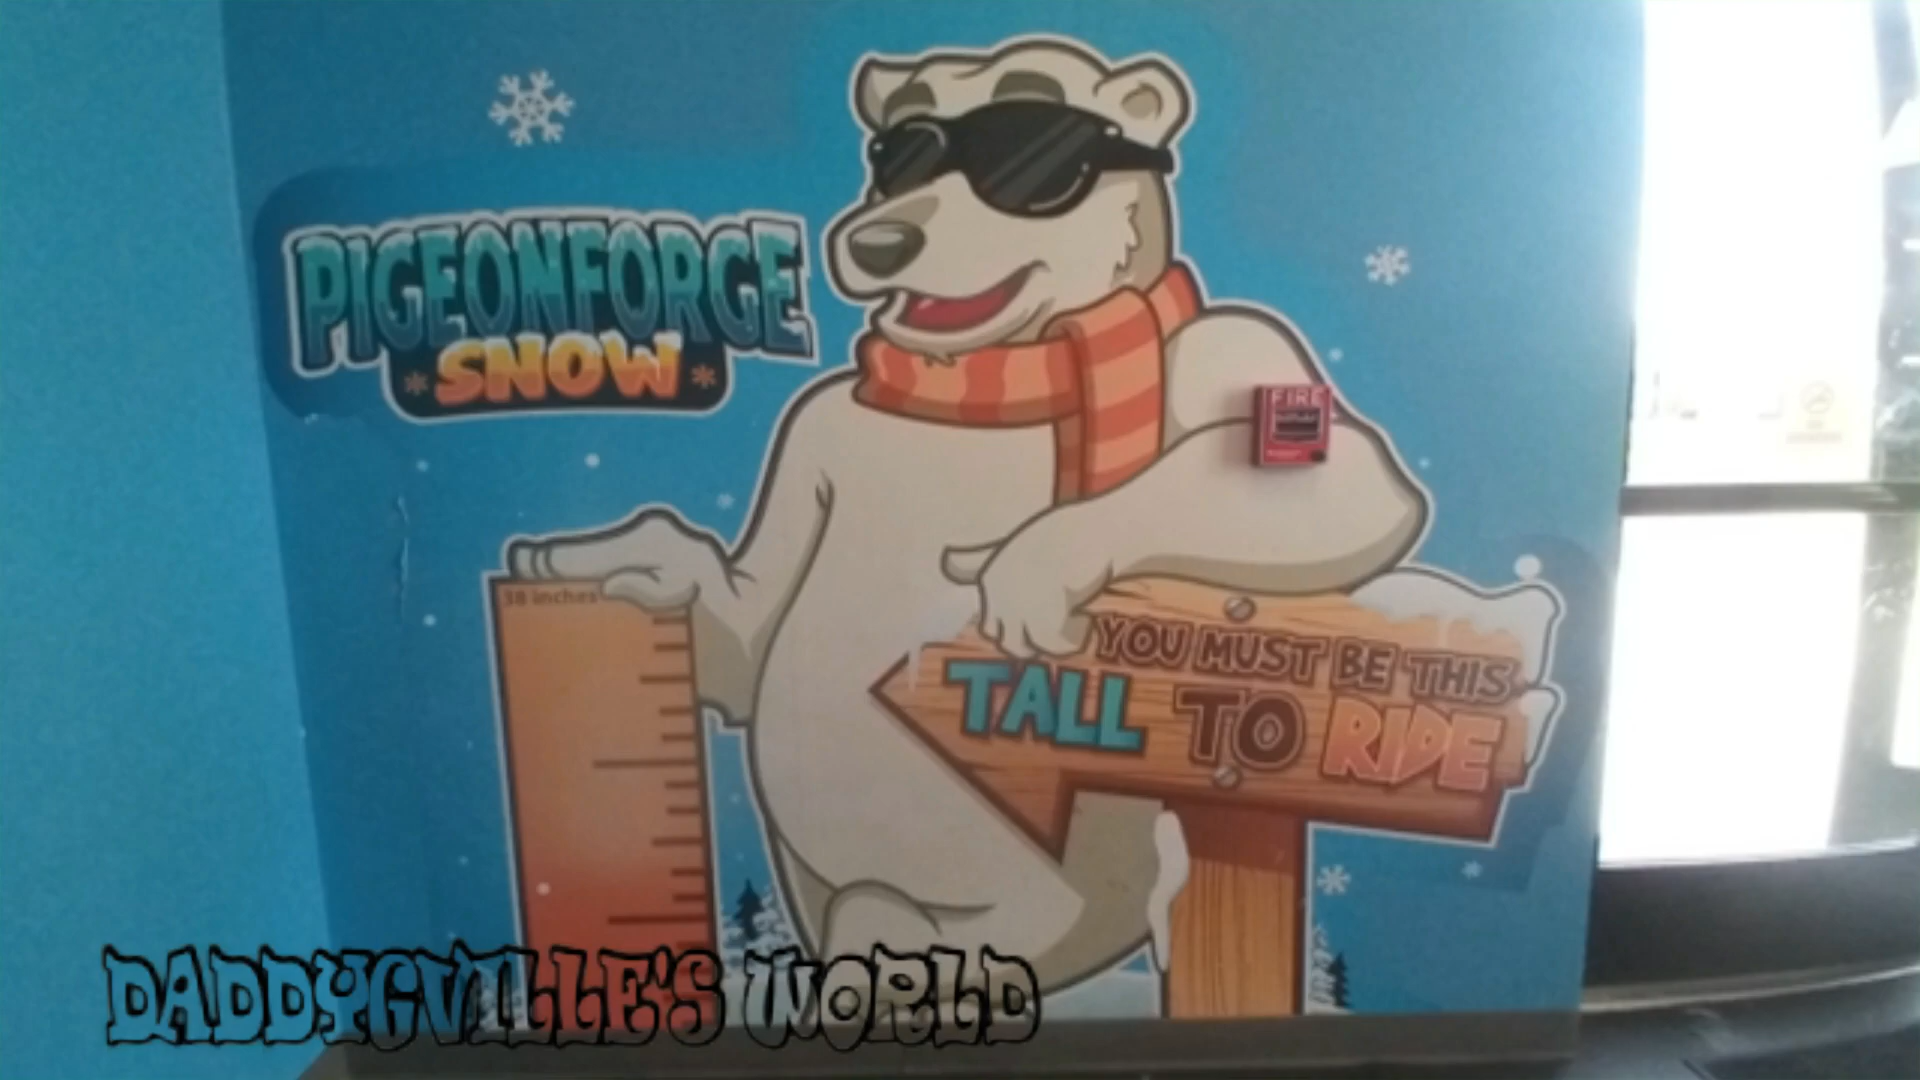 PIGEONFORGE
SNOW
FIRE
38 inches
YOU MUST BE THIS
TALL TO RIDE
DADDYGVILLE'S WORLD